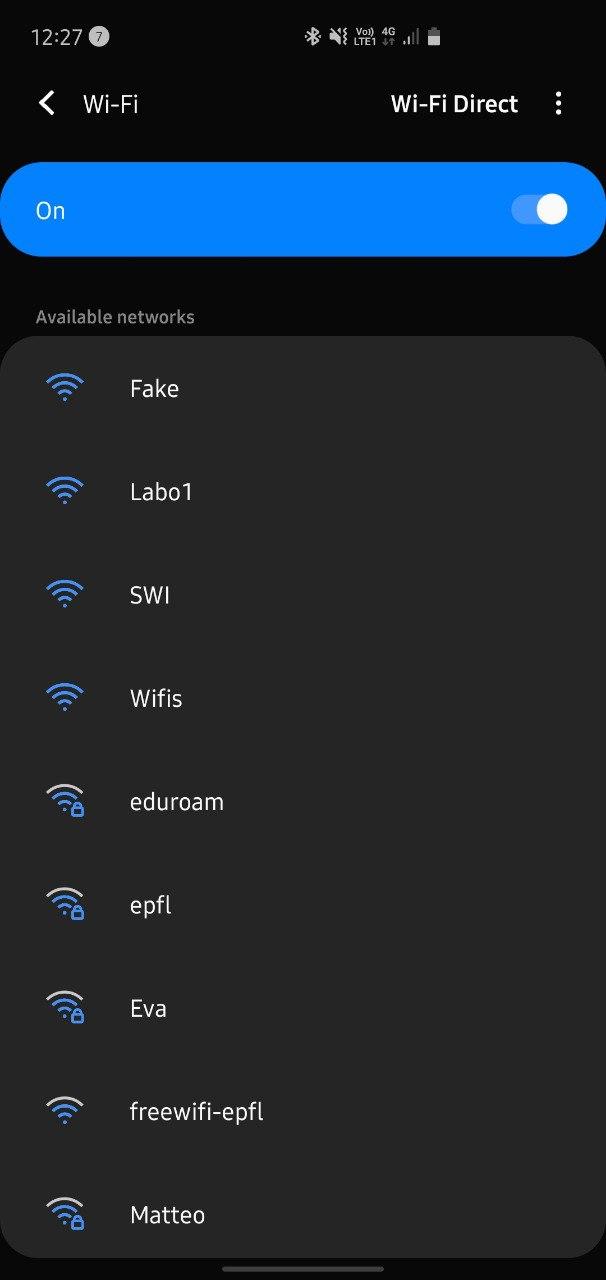 12:27 7 Vo)) LTE1 4G
Wi-Fi Wi-Fi Direct
On
Available networks
Fake
Labo1
SWI
Wifis
eduroam
epfl
Eva
freewifi-epfl
Matteo